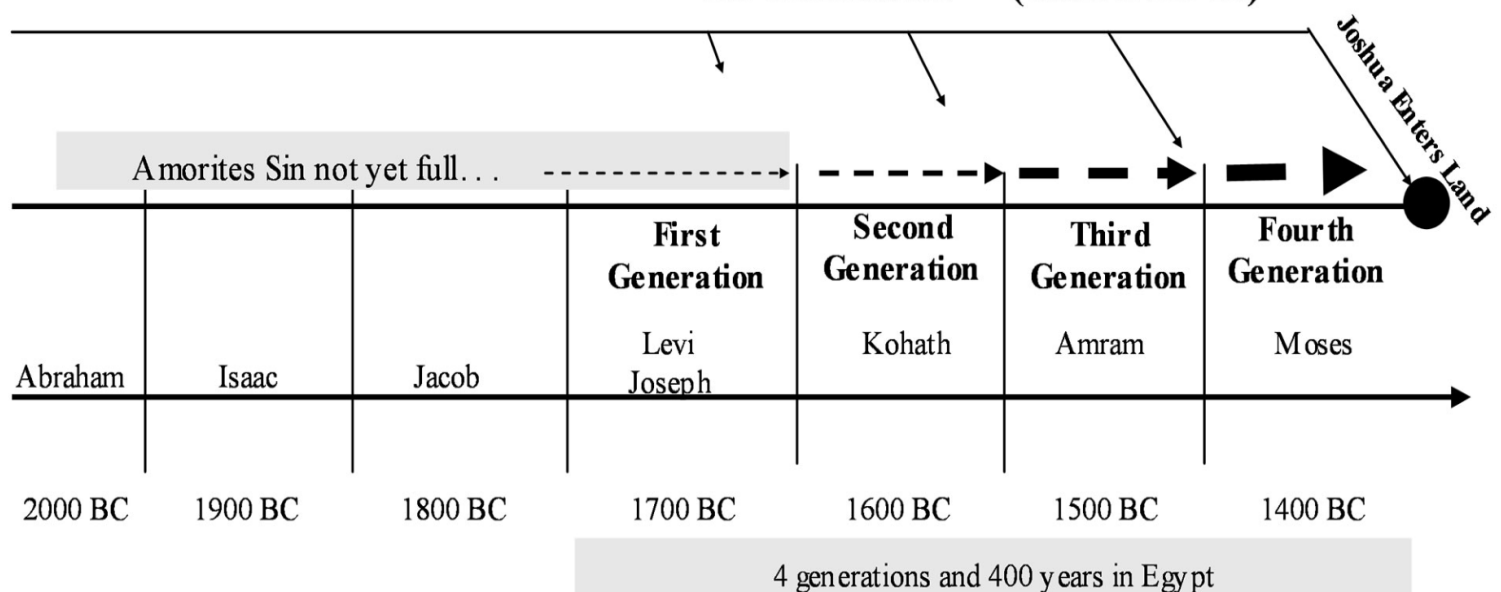 Joshua Enters Land
Amorites Sin not yet full...
First
Generation
Second
Generation
Third
Generation
Fourth
Generation
Levi
Joseph
Kohath
Amram
Moses
Abraham
Isaac
Jacob
2000 BC
1900 BC
1800 BC
1700 BC
1600 BC
1500 BC
1400 BC
4 generations and 400 years in Egypt